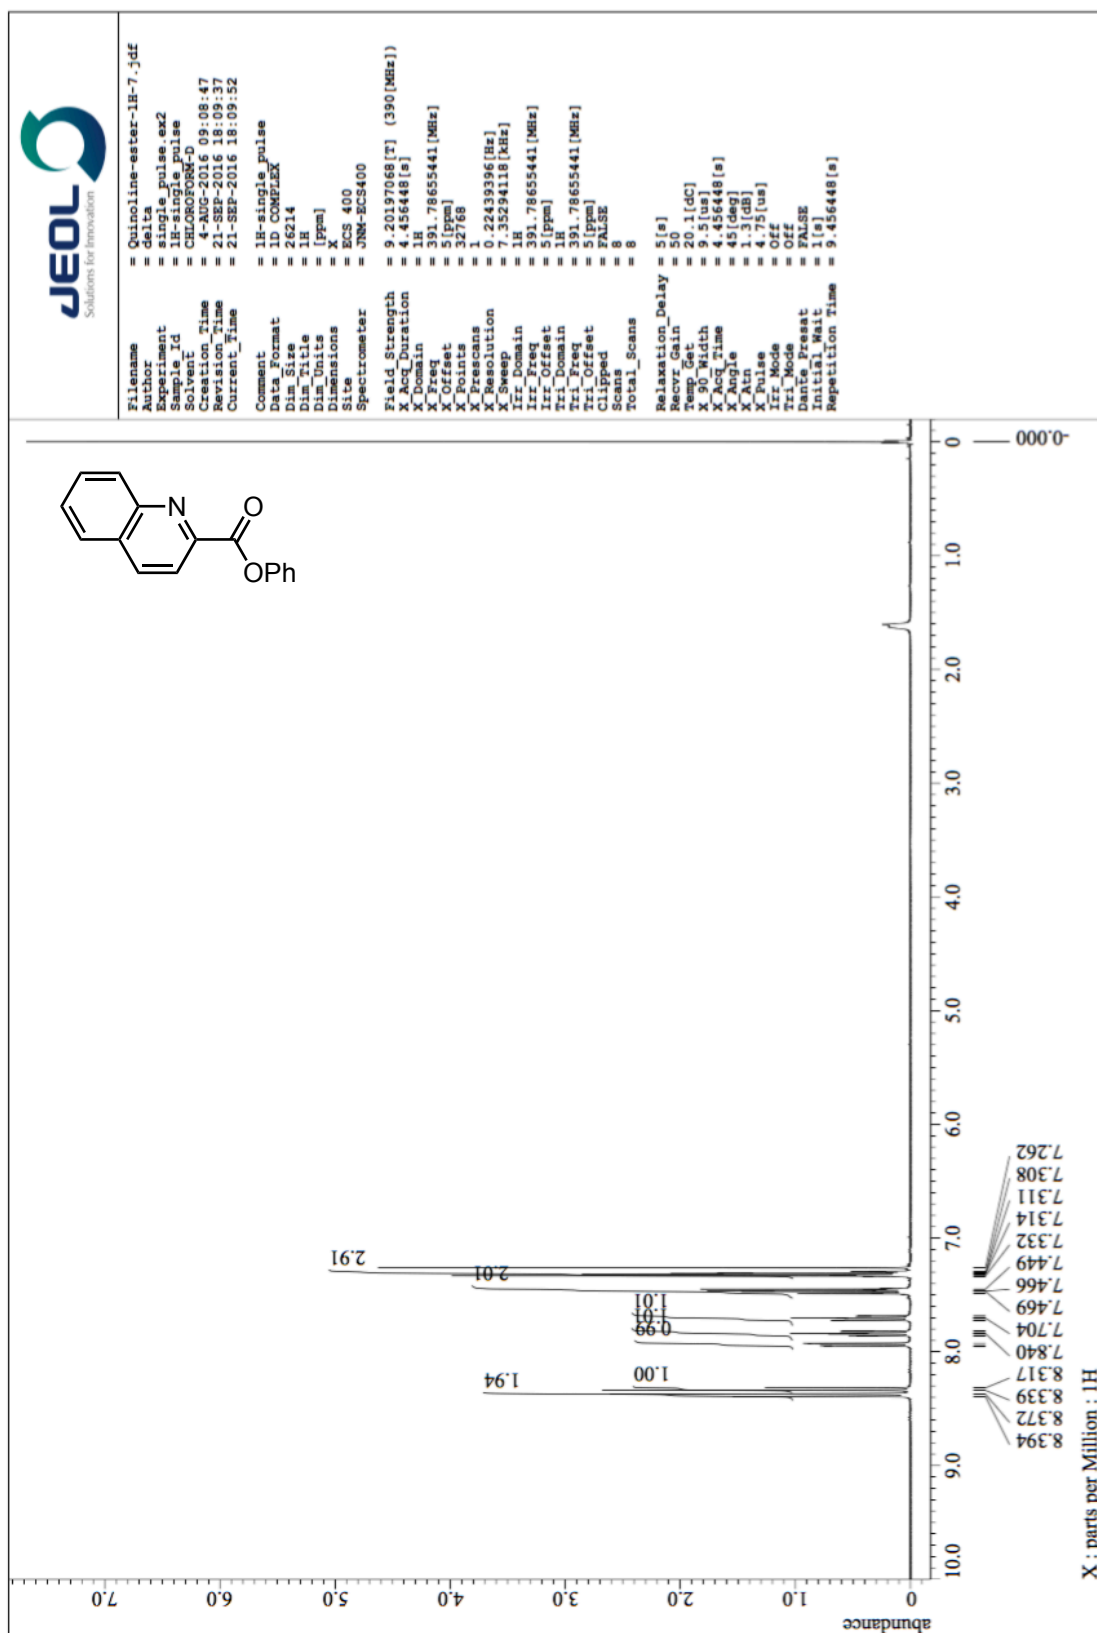 JEOL
Solutions for Innovation
Filename = Quinoline-ester-1H-7.jdf
Author = delta
Experiment = single_pulse.ex2
Sample_Id = 1H-single_pulse
Solvent = CHLOROFORM-D
Creation_Time = 4-AUG-2016 09:08:47
Revision_Time = 21-SEP-2016 18:09:37
Current_Time = 21-SEP-2016 18:09:52
Comment = 1H-single_pulse
Data_Format = 1D COMPLEX
Dim_Size = 26214
Dim_Title = 1H
Dim_Units = [ppm]
Dimensions = X
Site = ECS 400
Spectrometer = JNM-ECS400
Field_Strength = 9.20197068[T] (390[MHz])
X_Acq_Duration = 4.456448[s]
X_Domain = 1H
X_Freq = 391.78655441[MHz]
X_Offset = 5[ppm]
X_Points = 32768
X_Prescans = 1
X_Resolution = 0.22439396[Hz]
X_Sweep = 7.35294118[kHz]
Irr_Domain = 1H
Irr_Freq = 391.78655441[MHz]
Irr_Offset = 5[ppm]
Tri_Domain = 1H
Tri_Freq = 391.78655441[MHz]
Tri_Offset = 5[ppm]
Clipped = FALSE
Scans = 8
Total_Scans = 8
Relaxation_Delay = 5[s]
Recvr_Gain = 50
Temp_Get = 20.1[dC]
X_90_Width = 9.5[us]
X_Acq_Time = 4.456448[s]
X_Angle = 45[deg]
X_Atn = 1.3[dB]
X_Pulse = 4.75[us]
Irr_Mode = Off
Tri_Mode = Off
Dante_Presat = FALSE
Initial_Wait = 1[s]
Repetition_Time = 9.456448[s]
N
O
OPh
1.94
1.00
0.99
1.01
1.01
2.01
2.91
abundance
0
1.0
2.0
3.0
4.0
5.0
6.0
7.0
10.0
9.0
8.0
7.0
6.0
5.0
4.0
3.0
2.0
1.0
0
8.394
8.372
8.339
8.317
7.840
7.704
7.469
7.466
7.449
7.332
7.314
7.311
7.308
7.262
-0.000
X : parts per Million : 1H